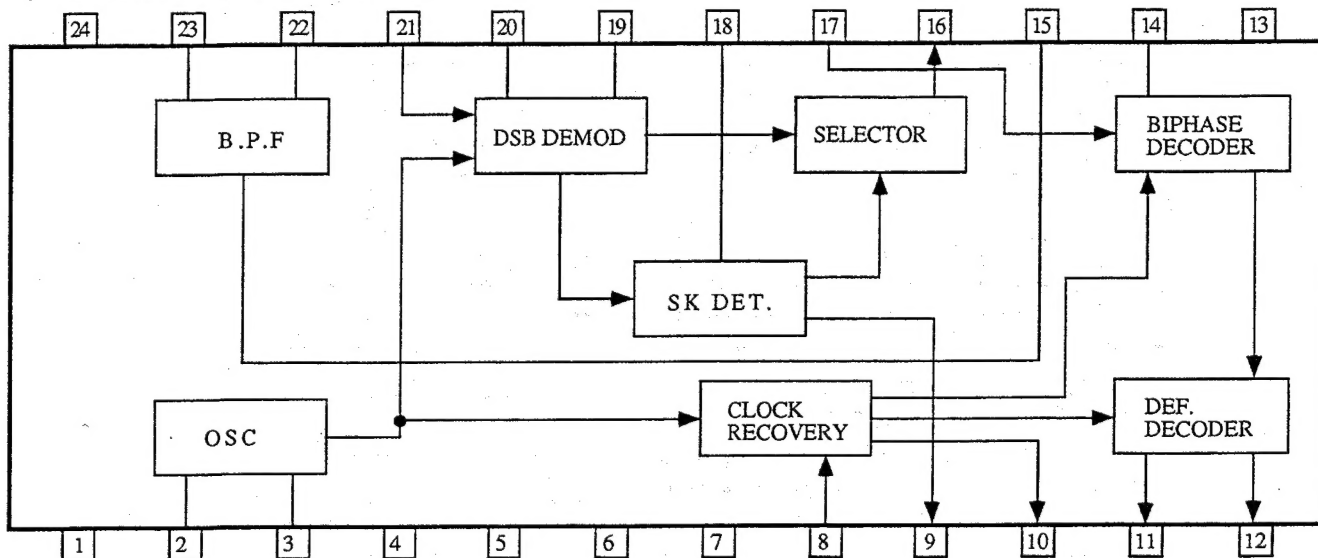 24 23 22 21 20 19 18 17 16 15 14 13
B.P.F
DSB DEMOD
SELECTOR
BIPHASE
DECODER
SK DET.
OSC
CLOCK
RECOVERY
DEF.
DECODER
1 2 3 4 5 6 7 8 9 10 11 12